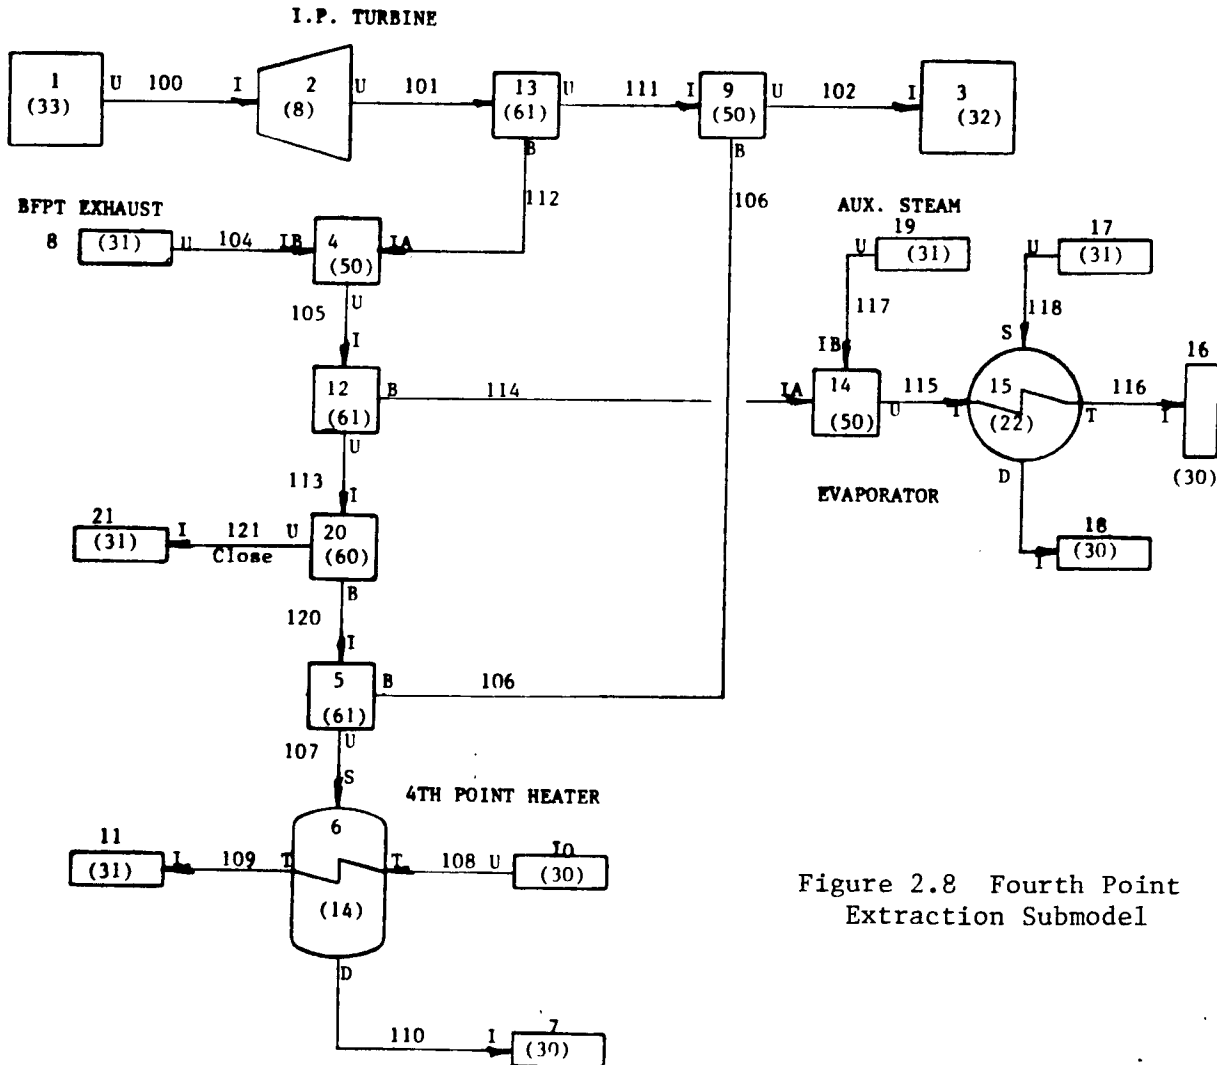 I.P. TURBINE
1
(33)
U 100 I
2
(8)
U 101
13
(61)
U 111 I
9
(50)
U 102 I
3
(32)
B
B
112
106
BFPT EXHAUST
8 (31) U 104 IB
4
(50)
IA
AUX. STEAM
19
(31)
U
17
(31)
U
117
118
U
105
I
IB
S
12
(61)
B 114 IA
14
(50)
115
U
I
15
(22)
T
116
I
16
(30)
U
113
I
D
EVAPORATOR
21
(31)
I 121 U
Close
20
(60)
18
(30)
I
B
120
I
5
(61)
B 106
U
107
S
4TH POINT HEATER
11
(31)
I 109 T
6
(14)
T 108 U
10
(30)
D
110 I
7
(30)
Figure 2.8 Fourth Point
Extraction Submodel